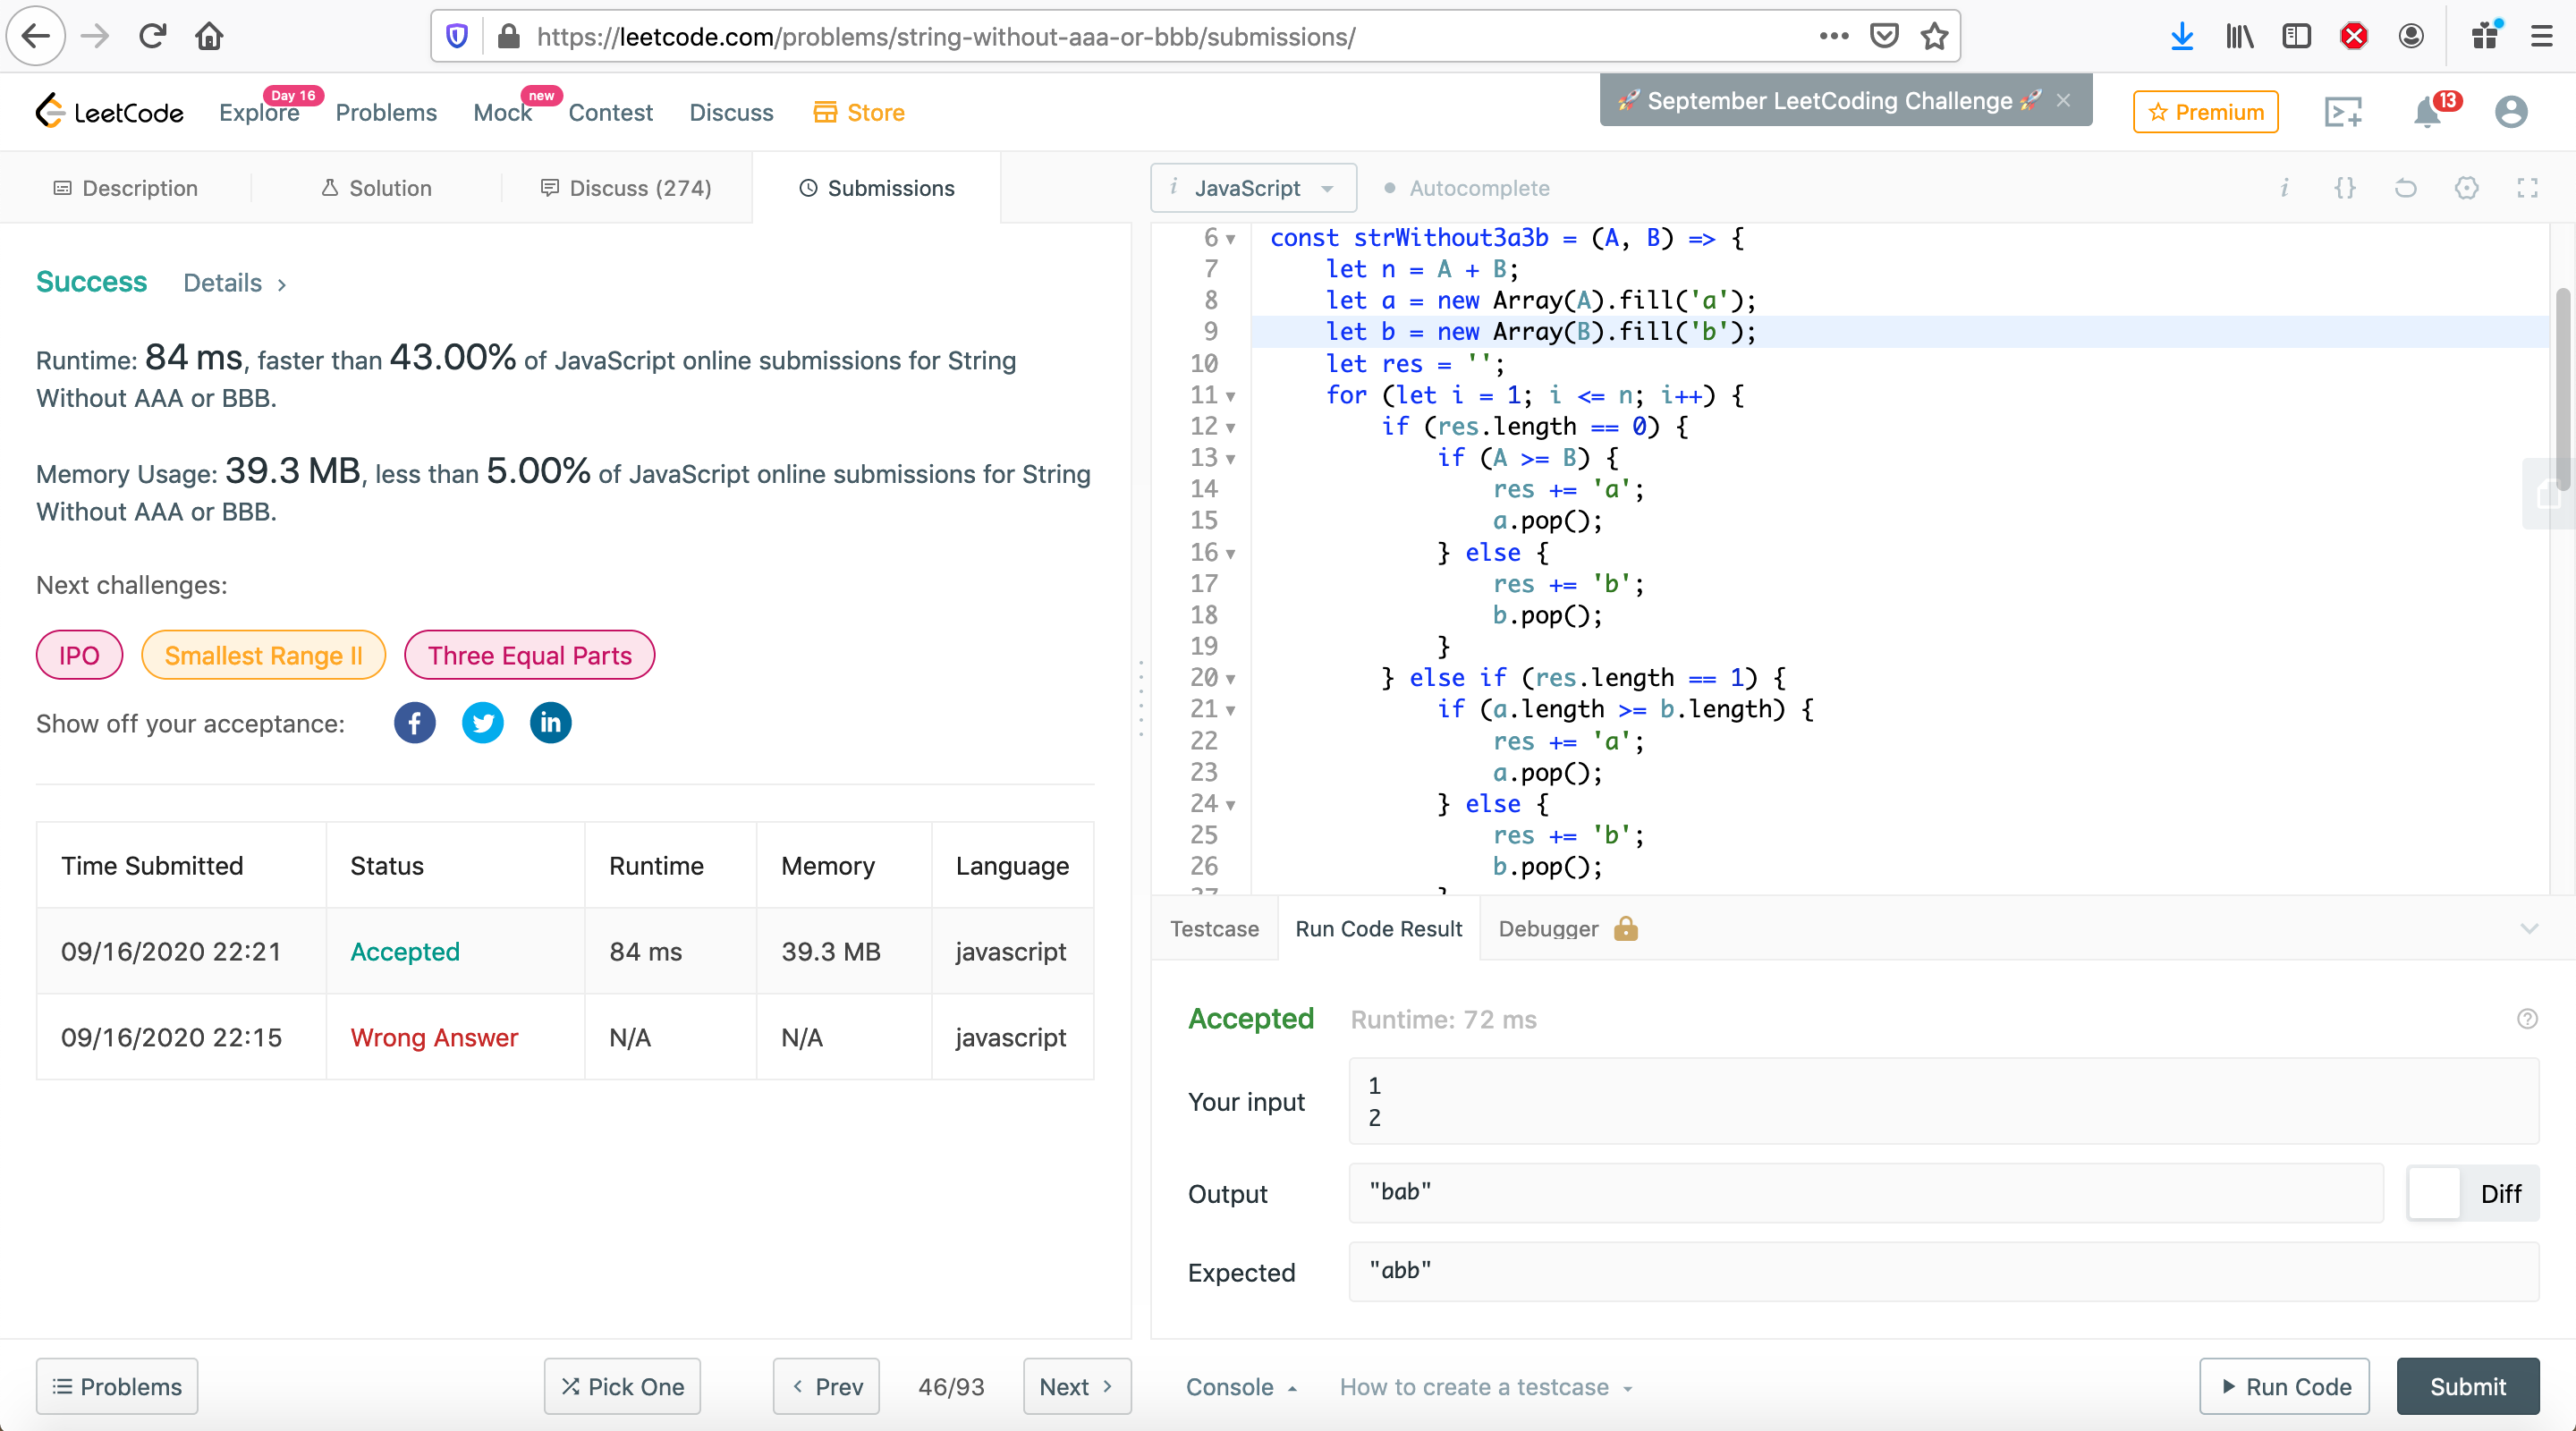 https://leetcode.com/problems/string-without-aaa-or-bbb/submissions/
LeetCode
Explore
Day 16
Problems
Mock
new
Contest
Discuss
Store
🚀 September LeetCoding Challenge 🚀 ×
Premium
13
Description
Solution
Discuss (274)
Submissions
i JavaScript
Autocomplete
i {}
Success Details >
Runtime: 84 ms, faster than 43.00% of JavaScript online submissions for String
Without AAA or BBB.
Memory Usage: 39.3 MB, less than 5.00% of JavaScript online submissions for String
Without AAA or BBB.
Next challenges:
IPO
Smallest Range II
Three Equal Parts
Show off your acceptance:
f
in
Time Submitted Status Runtime Memory Language
09/16/2020 22:21 Accepted 84 ms 39.3 MB javascript
09/16/2020 22:15 Wrong Answer N/A N/A javascript
6 const strWithout3a3b = (A, B) => {
7 let n = A + B;
8 let a = new Array(A).fill('a');
9 let b = new Array(B).fill('b');
10 let res = '';
11 for (let i = 1; i <= n; i++) {
12 if (res.length == 0) {
13 if (A >= B) {
14 res += 'a';
15 a.pop();
16 } else {
17 res += 'b';
18 b.pop();
19 }
20 } else if (res.length == 1) {
21 if (a.length >= b.length) {
22 res += 'a';
23 a.pop();
24 } else {
25 res += 'b';
26 b.pop();
27 }
Testcase
Run Code Result
Debugger
Accepted Runtime: 72 ms
?
Your input
1
2
Output
"bab"
Diff
Expected
"abb"
Problems
Pick One
< Prev
46/93
Next >
Console
How to create a testcase
Run Code
Submit